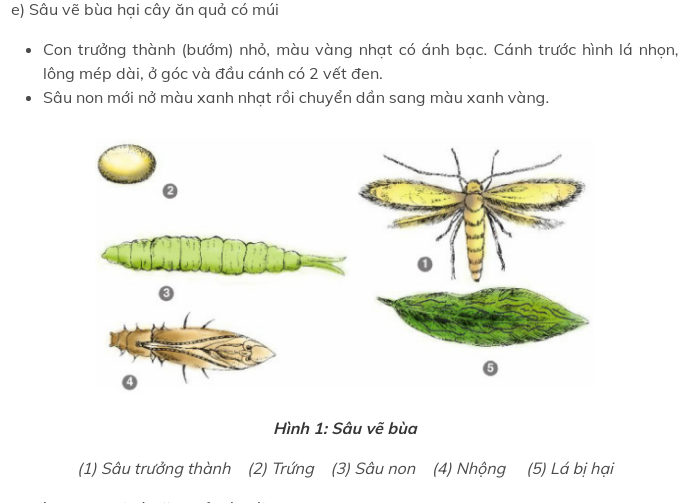 e) Sâu vẽ bùa hại cây ăn quả có múi
• Con trưởng thành (bướm) nhỏ, màu vàng nhạt có ánh bạc. Cánh trước hình lá nhọn,
lông mép dài, ở góc và đầu cánh có 2 vết đen.
• Sâu non mới nở màu xanh nhạt rồi chuyển dần sang màu xanh vàng.
2
1
3
5
4
Hình 1: Sâu vẽ bùa
(1) Sâu trưởng thành (2) Trứng (3) Sâu non (4) Nhộng (5) Lá bị hại